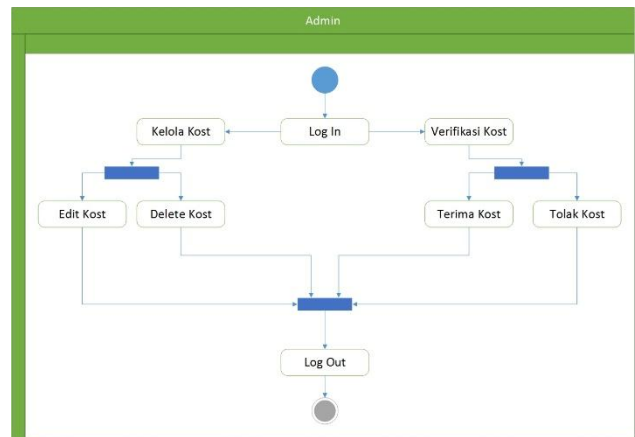 Admin
Kelola Kost
Log In
Verifikasi Kost
Edit Kost
Delete Kost
Terima Kost
Tolak Kost
Log Out